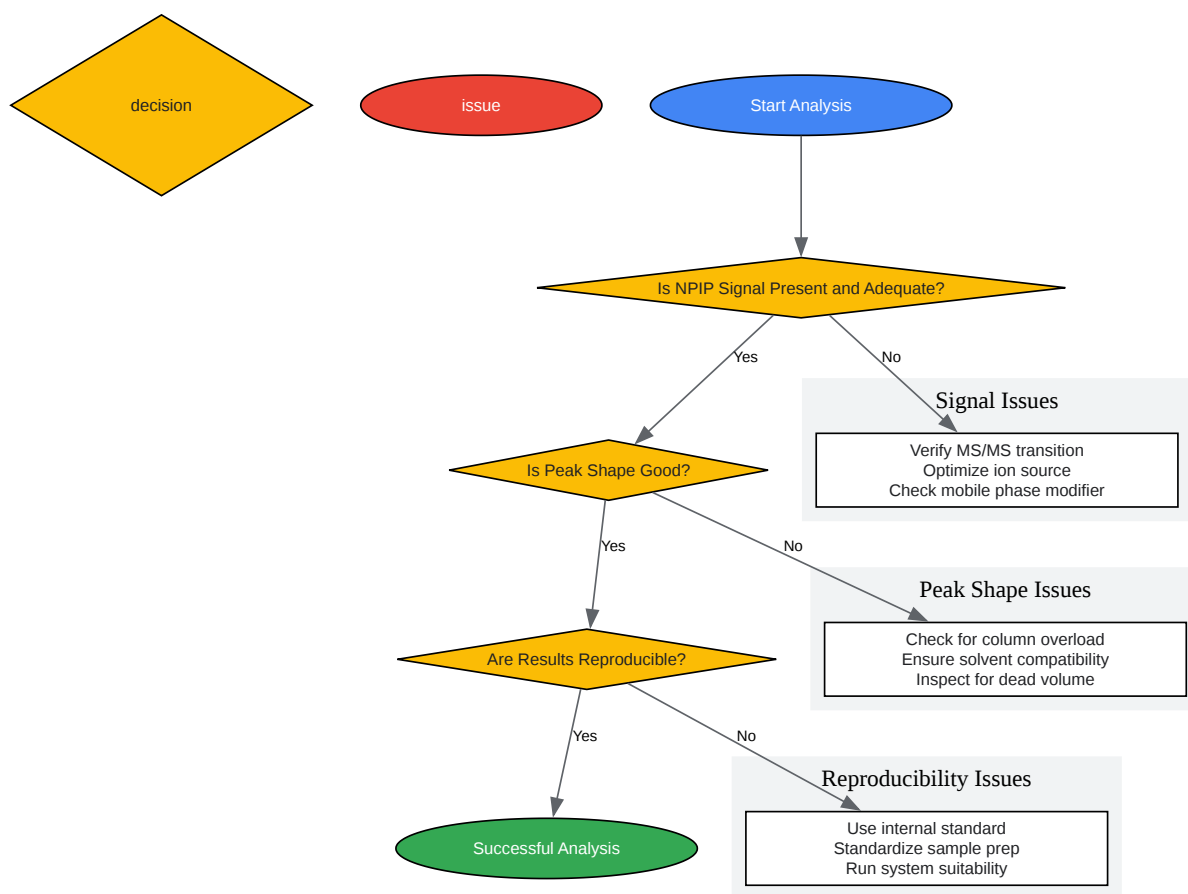 decision
issue
Start Analysis
Is NPIP Signal Present and Adequate?
Yes
No
Signal Issues
Verify MS/MS transition
Optimize ion source
Check mobile phase modifier
Is Peak Shape Good?
Yes
No
Peak Shape Issues
Check for column overload
Ensure solvent compatibility
Inspect for dead volume
Are Results Reproducible?
Yes
No
Reproducibility Issues
Use internal standard
Standardize sample prep
Run system suitability
Successful Analysis